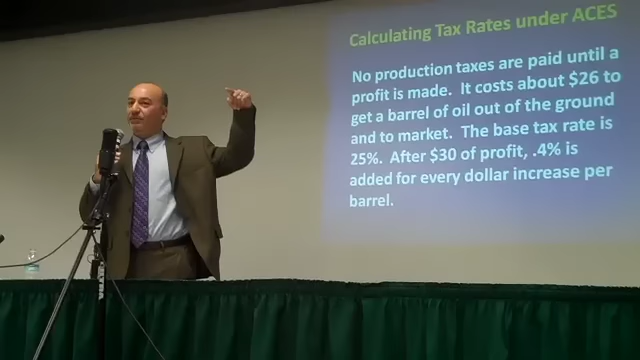 Calculating Tax Rates under ACES
No production taxes are paid until a
profit is made. It costs about $26 to
get a barrel of oil out of the ground
and to market. The base tax rate is
25%. After $30 of profit, .4% is
added for every dollar increase per
barrel.